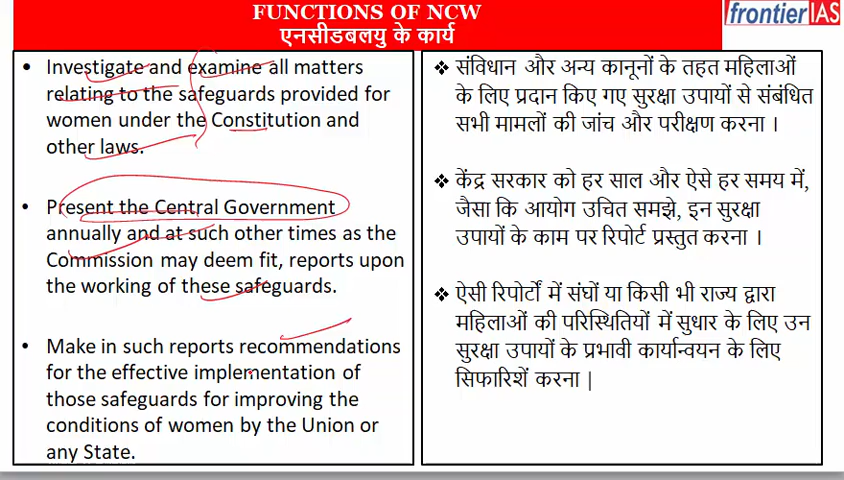 FUNCTIONS OF NCW
एनसीडबलयु के कार्य
frontier IAS
• Investigate and examine all matters
relating to the safeguards provided for
women under the Constitution and
other laws.
• Present the Central Government
annually and at such other times as the
Commission may deem fit, reports upon
the working of these safeguards.
• Make in such reports recommendations
for the effective implementation of
those safeguards for improving the
conditions of women by the Union or
any State.
❖ संविधान और अन्य कानूनों के तहत महिलाओं
के लिए प्रदान किए गए सुरक्षा उपायों से संबंधित
सभी मामलों की जांच और परीक्षण करना ।
❖ केंद्र सरकार को हर साल और ऐसे हर समय में,
जैसा कि आयोग उचित समझे, इन सुरक्षा
उपायों के काम पर रिपोर्ट प्रस्तुत करना ।
❖ ऐसी रिपोर्टों में संघों या किसी भी राज्य द्वारा
महिलाओं की परिस्थितियों में सुधार के लिए उन
सुरक्षा उपायों के प्रभावी कार्यान्वयन के लिए
सिफारिशें करना |